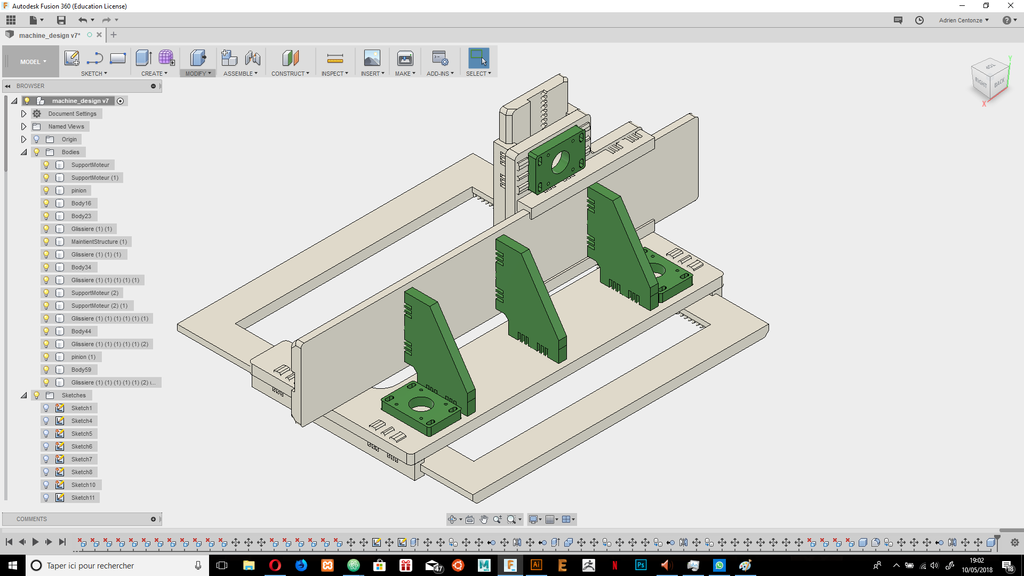 Autodesk Fusion 360 (Education License)
Adrien Centonze
machine_design v7*
MODEL
SKETCH
CREATE
MODIFY
ASSEMBLE
CONSTRUCT
INSPECT
INSERT
MAKE
ADD-INS
SELECT
BROWSER
machine_design v7
Document Settings
Named Views
Origin
Bodies
SupportMoteur
SupportMoteur (1)
pinion
Body16
Body23
Glissiere (1) (1)
MaintientStructure (1)
Glissiere (1) (1) (1)
Body34
Glissiere (1) (1) (1) (1) (1)
SupportMoteur (2)
SupportMoteur (2) (1)
Glissiere (1) (1) (1) (1) (1) (1)
Body44
Glissiere (1) (1) (1) (1) (1) (2)
pinion (1)
Body59
Glissiere (1) (1) (1) (1) (1) (2) (...
Sketches
Sketch1
Sketch4
Sketch5
Sketch6
Sketch7
Sketch8
Sketch10
Sketch11
RIGHT
BACK
X
Y
COMMENTS
Taper ici pour rechercher
19:02
10/05/2018